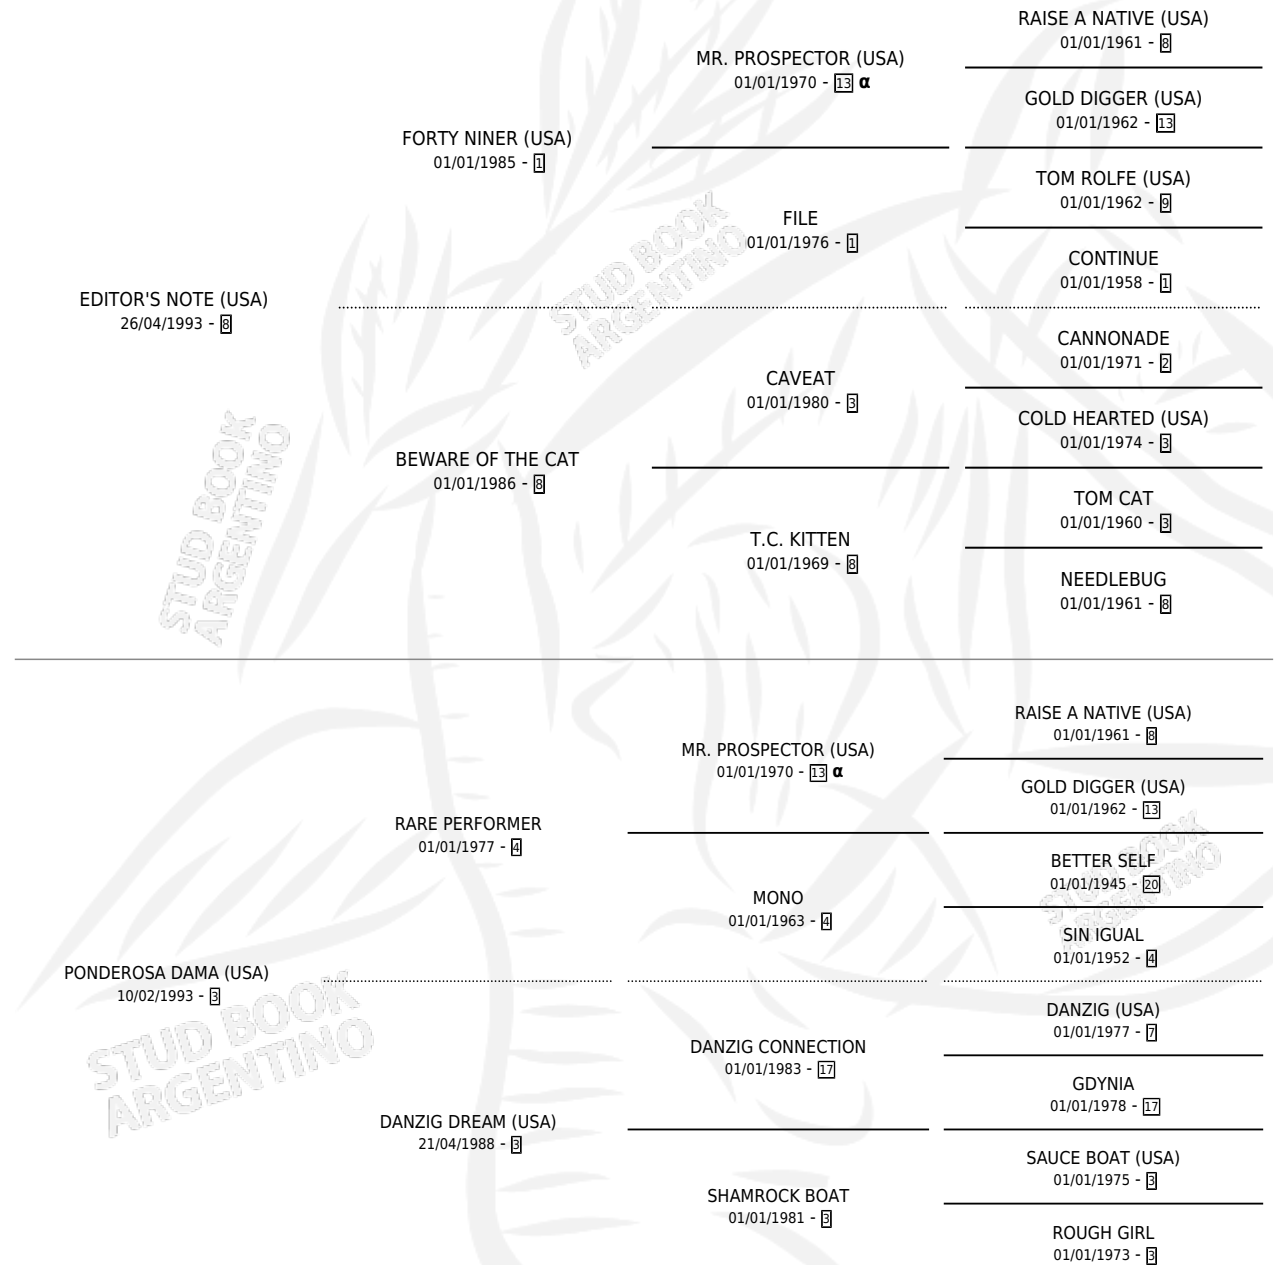 RAISE A NATIVE (USA)
01/01/1961 - 8
MR. PROSPECTOR (USA)
01/01/1970 - 13 α
GOLD DIGGER (USA)
01/01/1962 - 13
FORTY NINER (USA)
01/01/1985 - 1
TOM ROLFE (USA)
01/01/1962 - 9
FILE
01/01/1976 - 1
CONTINUE
01/01/1958 - 1
EDITOR'S NOTE (USA)
26/04/1993 - 8
CANNONADE
01/01/1971 - 2
CAVEAT
01/01/1980 - 3
COLD HEARTED (USA)
01/01/1974 - 3
BEWARE OF THE CAT
01/01/1986 - 8
TOM CAT
01/01/1960 - 3
T.C. KITTEN
01/01/1969 - 8
NEEDLEBUG
01/01/1961 - 8
RAISE A NATIVE (USA)
01/01/1961 - 8
MR. PROSPECTOR (USA)
01/01/1970 - 13 α
GOLD DIGGER (USA)
01/01/1962 - 13
RARE PERFORMER
01/01/1977 - 4
BETTER SELF
01/01/1945 - 20
MONO
01/01/1963 - 4
SIN IGUAL
01/01/1952 - 4
PONDEROSA DAMA (USA)
10/02/1993 - 3
DANZIG (USA)
01/01/1977 - 7
DANZIG CONNECTION
01/01/1983 - 17
GDYNIA
01/01/1978 - 17
DANZIG DREAM (USA)
21/04/1988 - 3
SAUCE BOAT (USA)
01/01/1975 - 3
SHAMROCK BOAT
01/01/1981 - 3
ROUGH GIRL
01/01/1973 - 3
STUD BOOK
ARGENTINO
STUD BOOK
ARGENTINO
STUD BOOK
ARGENTINO
STUD BOOK
ARGENTINO